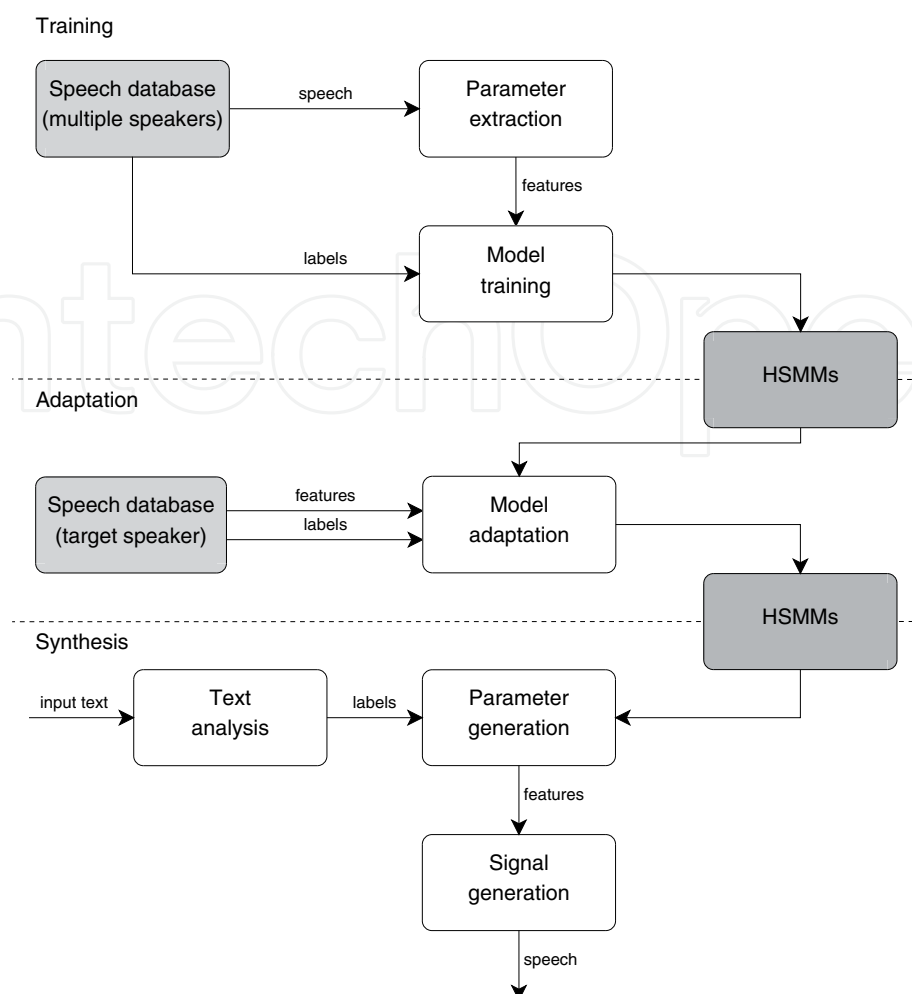 Training
Speech database
(multiple speakers)
speech
Parameter
extraction
features
labels
Model
training
HSMMs
Adaptation
Speech database
(target speaker)
features
labels
Model
adaptation
HSMMs
Synthesis
input text
Text
analysis
labels
Parameter
generation
features
Signal
generation
speech